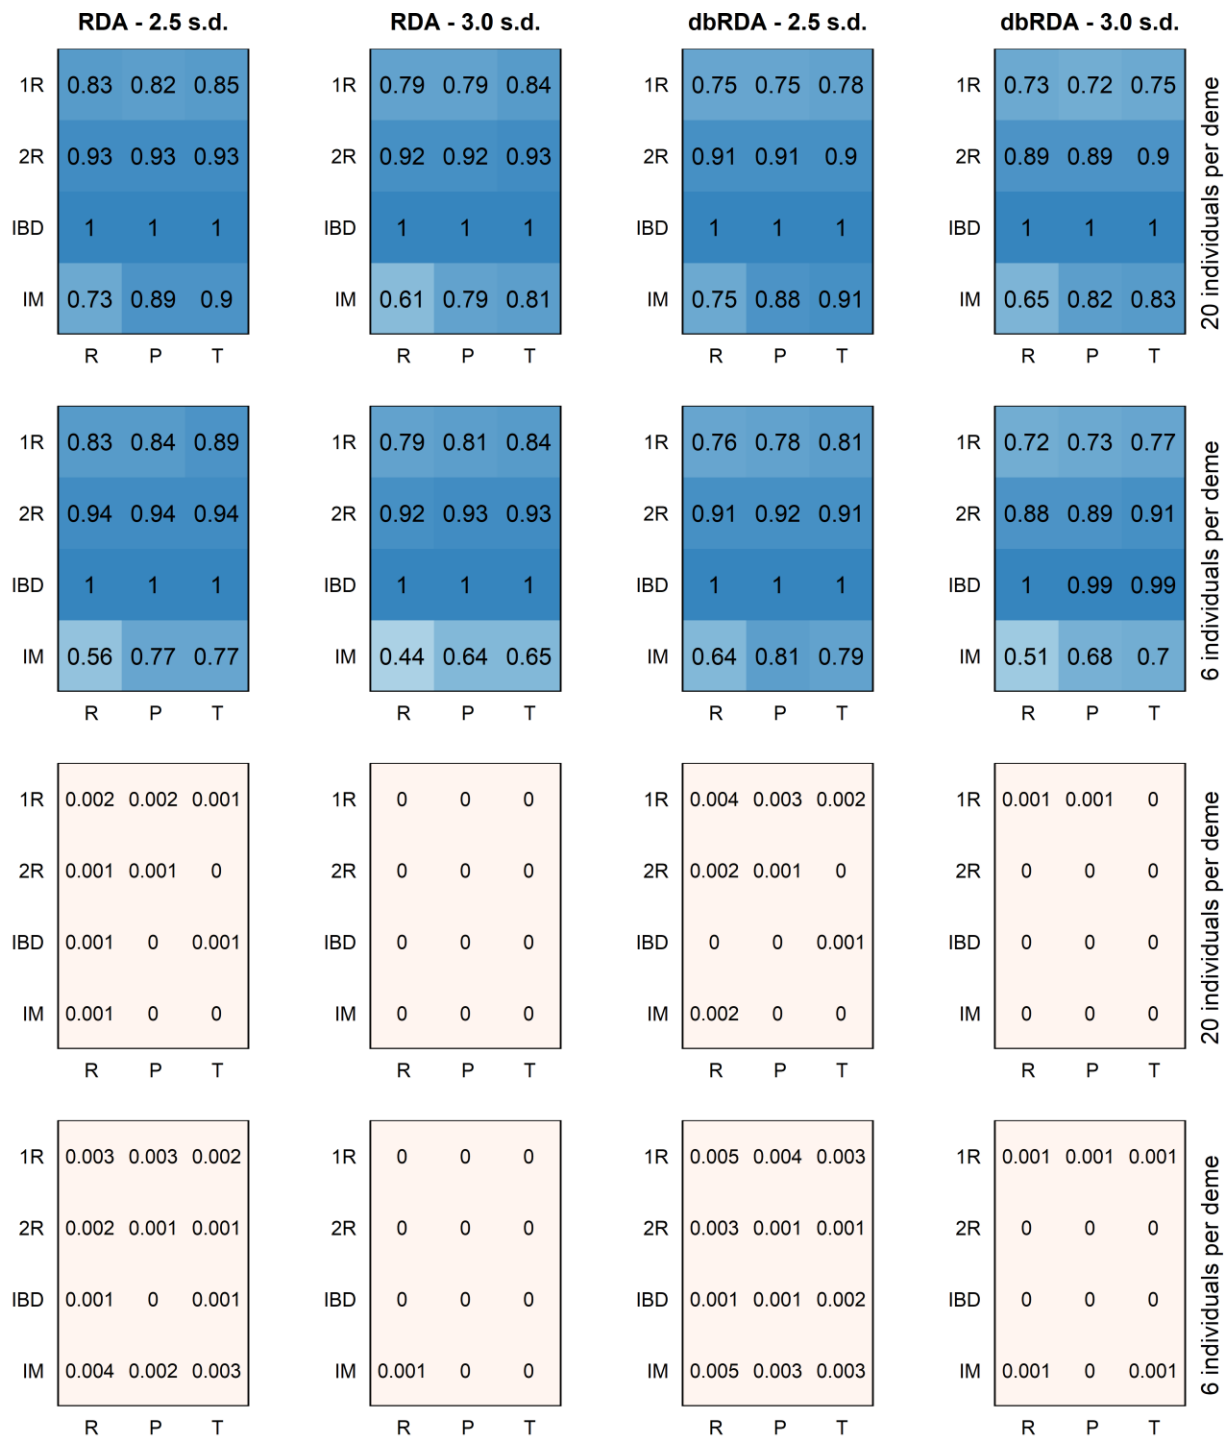 RDA - 2.5 s.d. RDA - 3.0 s.d. dbRDA - 2.5 s.d. dbRDA - 3.0 s.d.
1R 0.83 0.82 0.85 1R 0.79 0.79 0.84 1R 0.75 0.75 0.78 1R 0.73 0.72 0.75
2R 0.93 0.93 0.93 2R 0.92 0.92 0.93 2R 0.91 0.91 0.9 2R 0.89 0.89 0.9
IBD 1 1 1 IBD 1 1 1 IBD 1 1 1 IBD 1 1 1
IM 0.73 0.89 0.9 IM 0.61 0.79 0.81 IM 0.75 0.88 0.91 IM 0.65 0.82 0.83
R P T R P T R P T R P T
20 individuals per deme
1R 0.83 0.84 0.89 1R 0.79 0.81 0.84 1R 0.76 0.78 0.81 1R 0.72 0.73 0.77
2R 0.94 0.94 0.94 2R 0.92 0.93 0.93 2R 0.91 0.92 0.91 2R 0.88 0.89 0.91
IBD 1 1 1 IBD 1 1 1 IBD 1 1 1 IBD 1 0.99 0.99
IM 0.56 0.77 0.77 IM 0.44 0.64 0.65 IM 0.64 0.81 0.79 IM 0.51 0.68 0.7
R P T R P T R P T R P T
6 individuals per deme
1R 0.002 0.002 0.001 1R 0 0 0 1R 0.004 0.003 0.002 1R 0.001 0.001 0
2R 0.001 0.001 0 2R 0 0 0 2R 0.002 0.001 0 2R 0 0 0
IBD 0.001 0 0.001 IBD 0 0 0 IBD 0 0 0.001 IBD 0 0 0
IM 0.001 0 0 IM 0 0 0 IM 0.002 0 0 IM 0 0 0
R P T R P T R P T R P T
20 individuals per deme
1R 0.003 0.003 0.002 1R 0 0 0 1R 0.005 0.004 0.003 1R 0.001 0.001 0.001
2R 0.002 0.001 0.001 2R 0 0 0 2R 0.003 0.001 0.001 2R 0 0 0
IBD 0.001 0 0.001 IBD 0 0 0 IBD 0.001 0.001 0.002 IBD 0 0 0
IM 0.004 0.002 0.003 IM 0.001 0 0 IM 0.005 0.003 0.003 IM 0.001 0 0.001
R P T R P T R P T R P T
6 individuals per deme